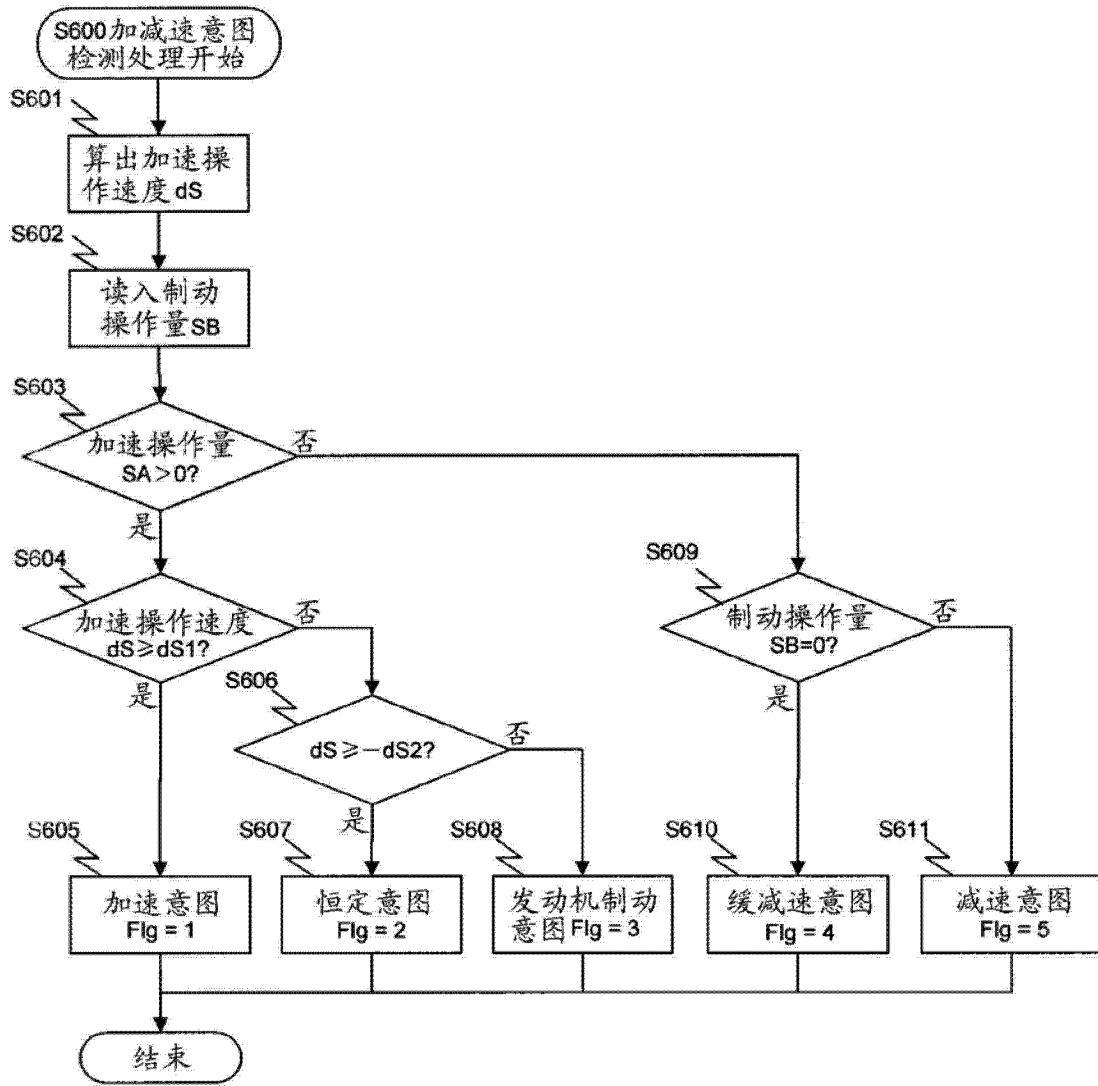 S600加减速意图
检测处理开始
S601
算出加速操
作速度dS
S602
读入制动
操作量SB
S603
加速操作量
SA>0?
否
是
S604
加速操作速度
dS≥dS1?
否
是
S609
制动操作量
SB=0?
否
是
S606
dS≥-dS2?
否
是
S605
加速意图
Flg = 1
S607
恒定意图
Flg = 2
S608
发动机制动
意图Flg = 3
S610
缓减速意图
Flg = 4
S611
减速意图
Flg = 5
结束